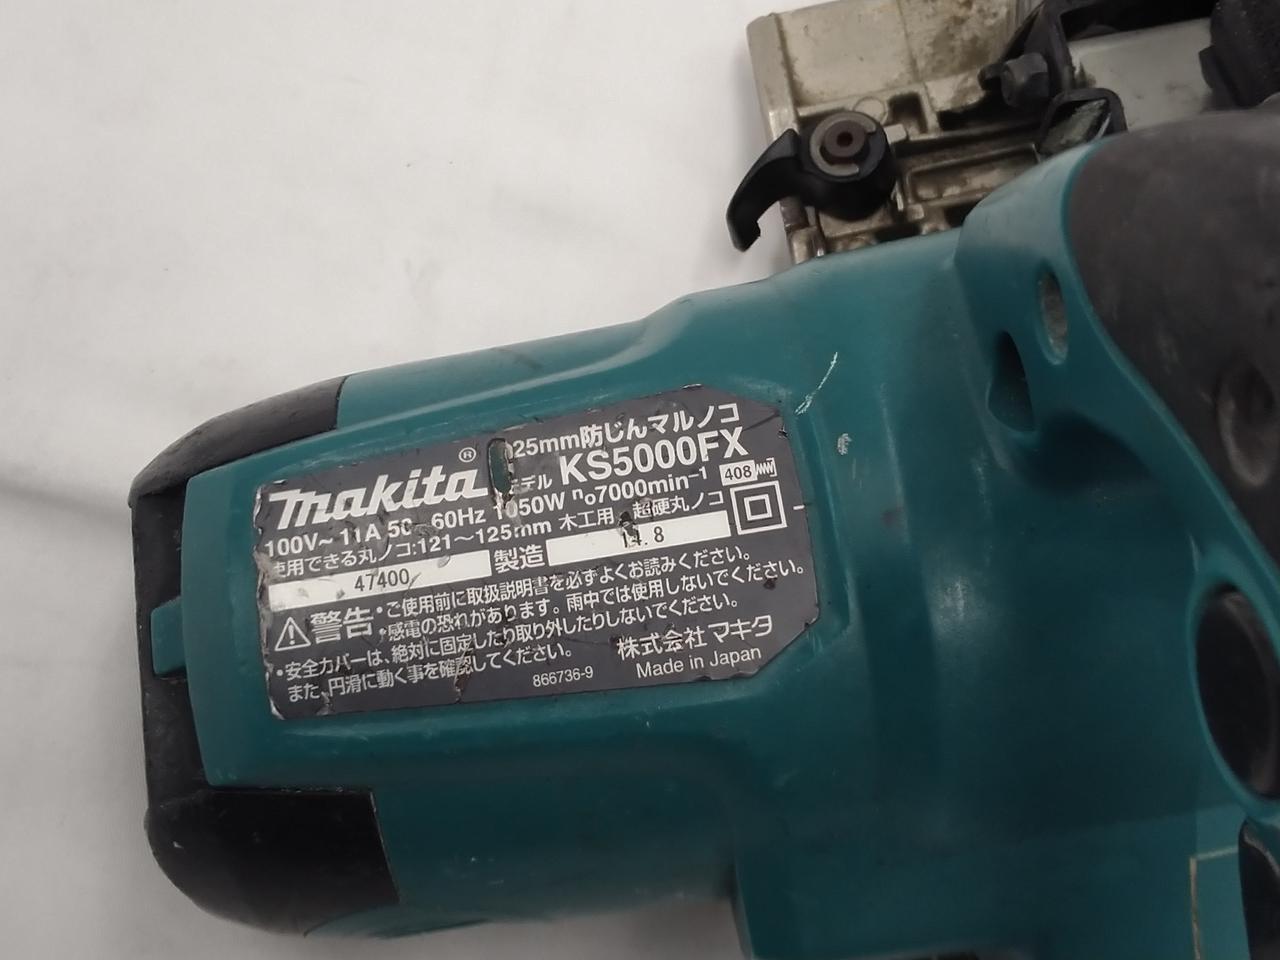 25mm防じんマルノコ
makita® モデル KS5000FX
100V~ 11A 50-60Hz 1050W n₀7000min⁻¹ 408
使用できる丸ノコ:121〜125mm 木工用 超硬丸ノコ
47400 製造 14.8
⚠警告・ご使用前に取扱説明書を必ずよくお読みください。
・感電の恐れがあります。雨中では使用しないでください。
・安全カバーは、絶対に固定したり取り外したりしないでください。
また、円滑に動く事を確認してください。
株式会社 マキタ
866736-9 Made in Japan